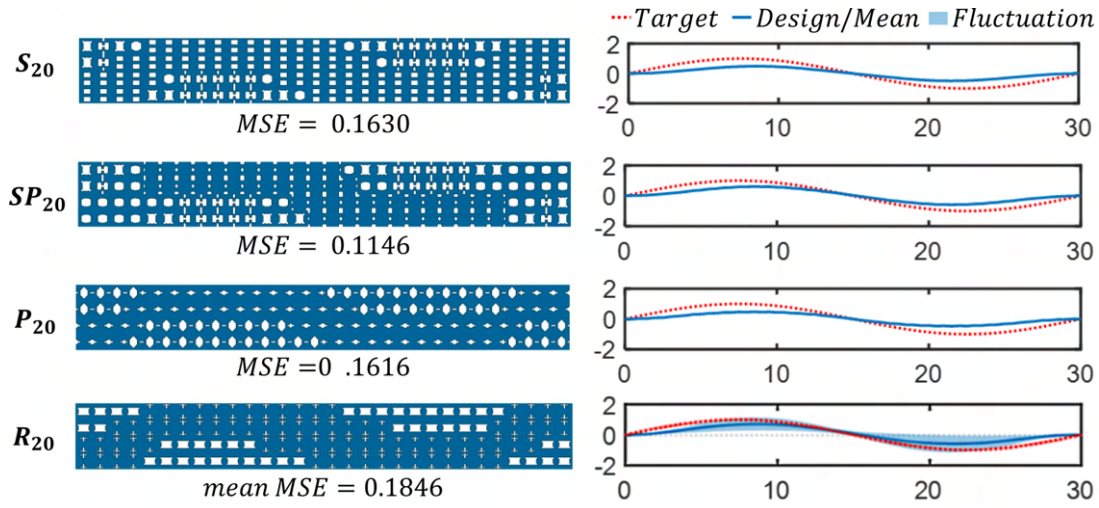 Target Design/Mean Fluctuation
S20
2
0
-2
0 10 20 30
MSE = 0.1630
SP20
2
0
-2
0 10 20 30
MSE = 0.1146
P20
2
0
-2
0 10 20 30
MSE =0 .1616
R20
2
0
-2
0 10 20 30
mean MSE = 0.1846